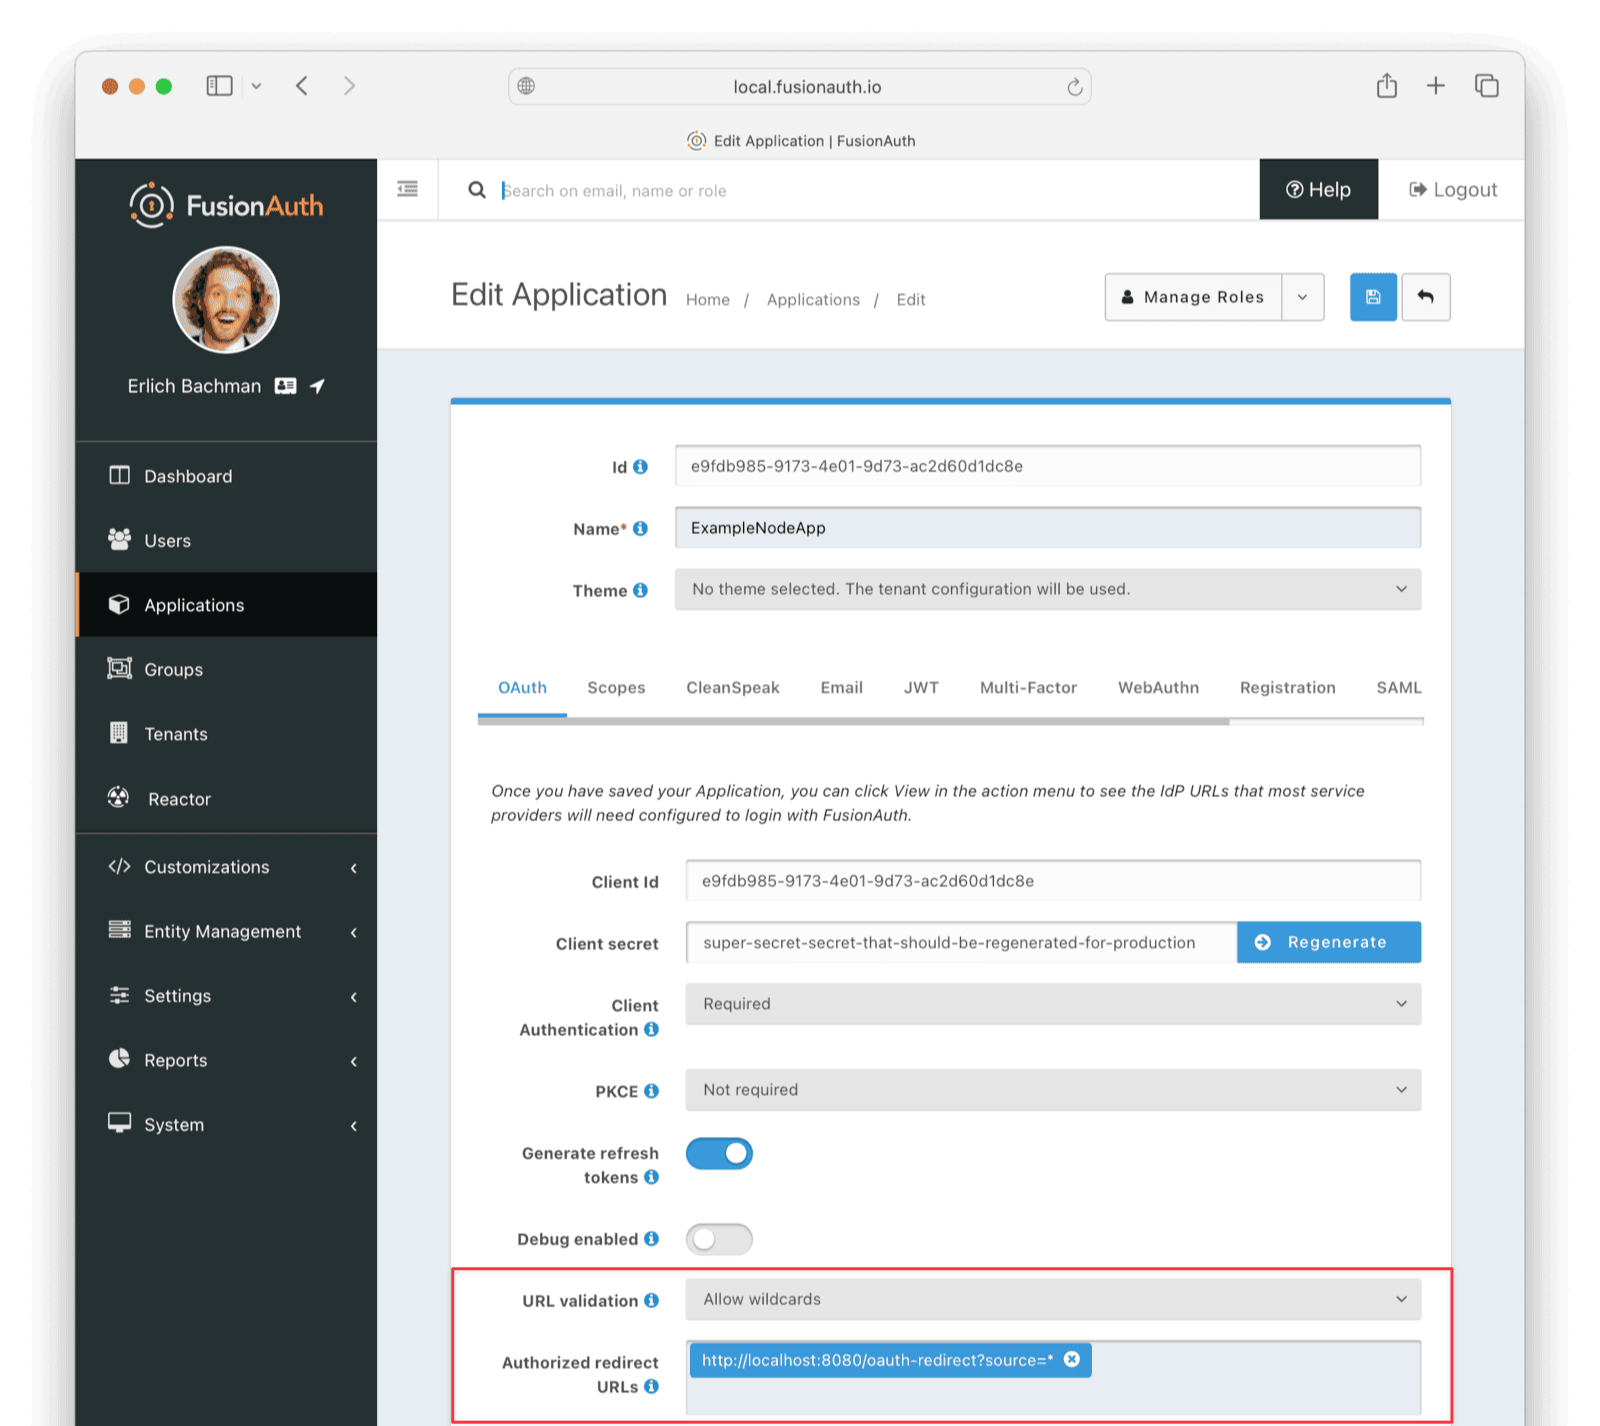 local.fusionauth.io
Edit Application | FusionAuth
FusionAuth
Search on email, name or role
Help
Logout
Erlich Bachman
Edit Application
Home / Applications / Edit
Manage Roles
Dashboard
Users
Applications
Groups
Tenants
Reactor
Customizations
Entity Management
Settings
Reports
System
Id
e9fdb985-9173-4e01-9d73-ac2d60d1dc8e
Name*
ExampleNodeApp
Theme
No theme selected. The tenant configuration will be used.
OAuth Scopes CleanSpeak Email JWT Multi-Factor WebAuthn Registration SAML
Once you have saved your Application, you can click View in the action menu to see the IdP URLs that most service
providers will need configured to login with FusionAuth.
Client Id
e9fdb985-9173-4e01-9d73-ac2d60d1dc8e
Client secret
super-secret-secret-that-should-be-regenerated-for-production
Regenerate
Client
Authentication
Required
PKCE
Not required
Generate refresh
tokens
Debug enabled
URL validation
Allow wildcards
Authorized redirect
URLs
http://localhost:8080/oauth-redirect?source=*